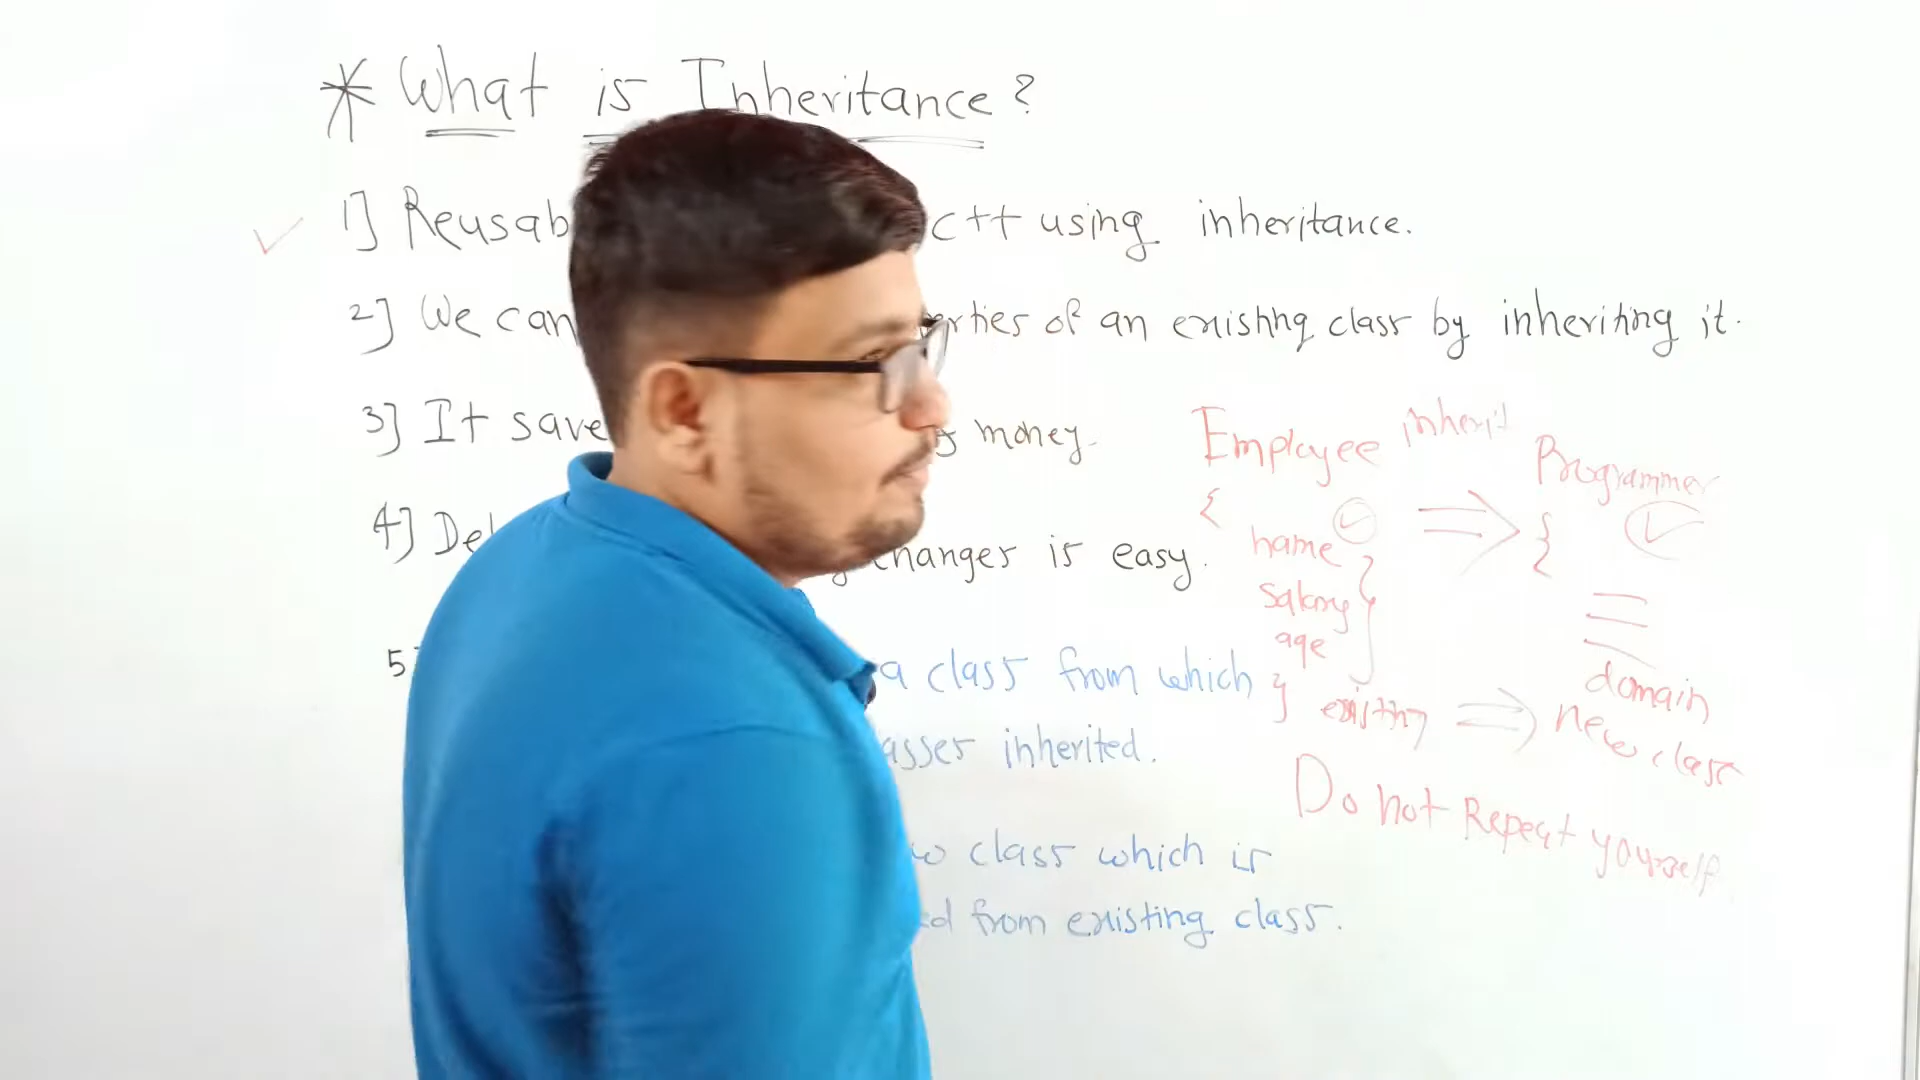 * What is Inheritance?
1] Reusab C++ using inheritance.
2] We can erties of an existing class by inheriting it.
3] It save money.
4] De changes is easy.
5] a class from which
asses inherited.
w class which is
ed from existing class.
Employee inherit Programmer
{ {
name
salary
age
domain
} existing new class
Do not Repeat yourself